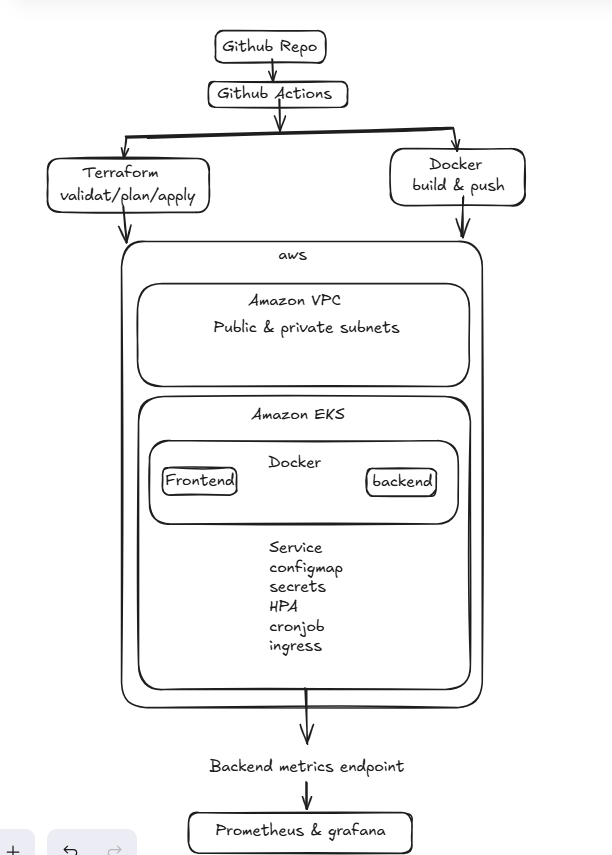 Github Repo
Github Actions
Terraform
validat/plan/apply
Docker
build & push
aws
Amazon VPC
Public & private subnets
Amazon EKS
Docker
Frontend
backend
Service
configmap
secrets
HPA
cronjob
ingress
Backend metrics endpoint
Prometheus & grafana